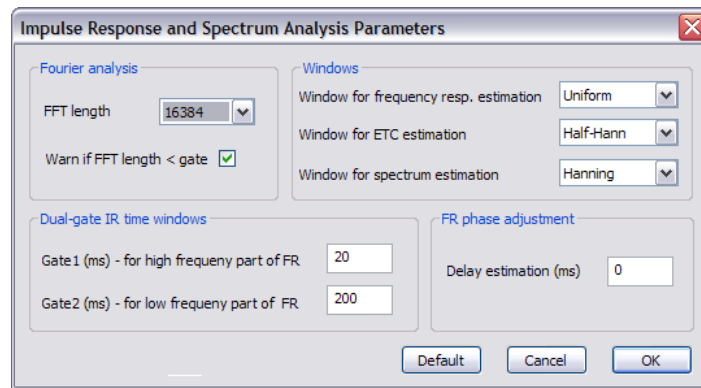 Impulse Response and Spectrum Analysis Parameters
Fourier analysis
FFT length 16384
Warn if FFT length < gate
Windows
Window for frequency resp. estimation Uniform
Window for ETC estimation Half-Hann
Window for spectrum estimation Hanning
Dual-gate IR time windows
Gate1 (ms) - for high frequeny part of FR 20
Gate2 (ms) - for low frequeny part of FR 200
FR phase adjustment
Delay estimation (ms) 0
Default Cancel OK